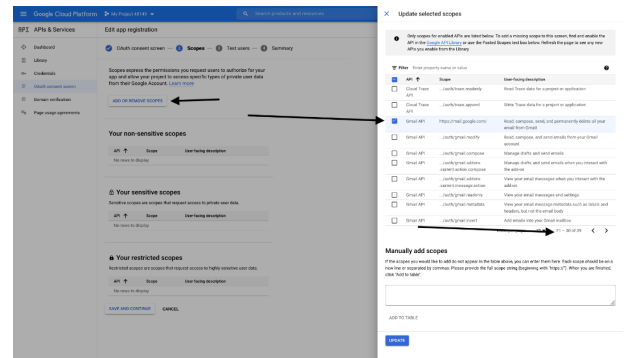 Google Cloud Platform
My Project 40143
Search products and resources
API APIs & Services
Dashboard
Library
Credentials
OAuth consent screen
Domain verification
Page usage agreements
Edit app registration
OAuth consent screen — 2 Scopes — 3 Test users — 4 Summary
Scopes express the permissions you request users to authorize for your
app and allow your project to access specific types of private user data
from their Google Account. Learn more
ADD OR REMOVE SCOPES
Your non-sensitive scopes
API Scope User-facing description
No rows to display
Your sensitive scopes
Sensitive scopes are scopes that request access to private user data.
API Scope User-facing description
No rows to display
Your restricted scopes
Restricted scopes are scopes that request access to highly sensitive user data.
API Scope User-facing description
No rows to display
SAVE AND CONTINUE CANCEL
Update selected scopes
Only scopes for enabled APIs are listed below. To add a missing scope to this screen, find and enable the
API in the Google API Library or use the Pasted Scopes text box below. Refresh the page to see any new
APIs you enable from the Library.
Filter Enter property name or value
API Scope User-facing description
Cloud Trace API .../auth/trace.readonly Read Trace data for a project or application
Cloud Trace API .../auth/trace.append Write Trace data for a project or application
Gmail API https://mail.google.com/ Read, compose, send, and permanently delete all your
email from Gmail
Gmail API .../auth/gmail.modify Read, compose, and send emails from your Gmail
account
Gmail API .../auth/gmail.compose Manage drafts and send emails
Gmail API .../auth/gmail.addons
.current.action.compose Manage drafts and send emails when you interact with
the add-on
Gmail API .../auth/gmail.addons
.current.message.action View your email messages when you interact with the
add-on
Gmail API .../auth/gmail.readonly View your email messages and settings
Gmail API .../auth/gmail.metadata View your email message metadata such as labels and
headers, but not the email body
Gmail API .../auth/gmail.insert Add emails into your Gmail mailbox
Manually add scopes
If the scopes you would like to add do not appear in the table above, you can enter them here. Each scope should be on a
new line or separated by commas. Please provide the full scope string (beginning with "https://"). When you are finished,
click "Add to table".
ADD TO TABLE
UPDATE